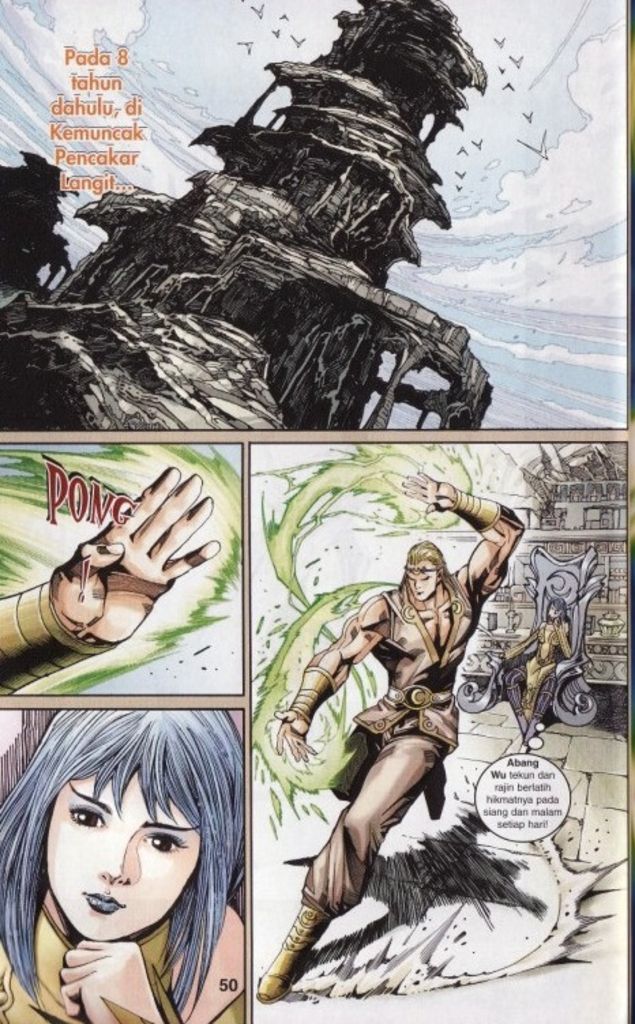 Pada 8
tahun
dahulu, di
Kemuncak
Pencakar
Langit...
PONG
!
Abang
Wu tekun dan
rajin berlatih
hikmatnya pada
siang dan malam
setiap hari!
50